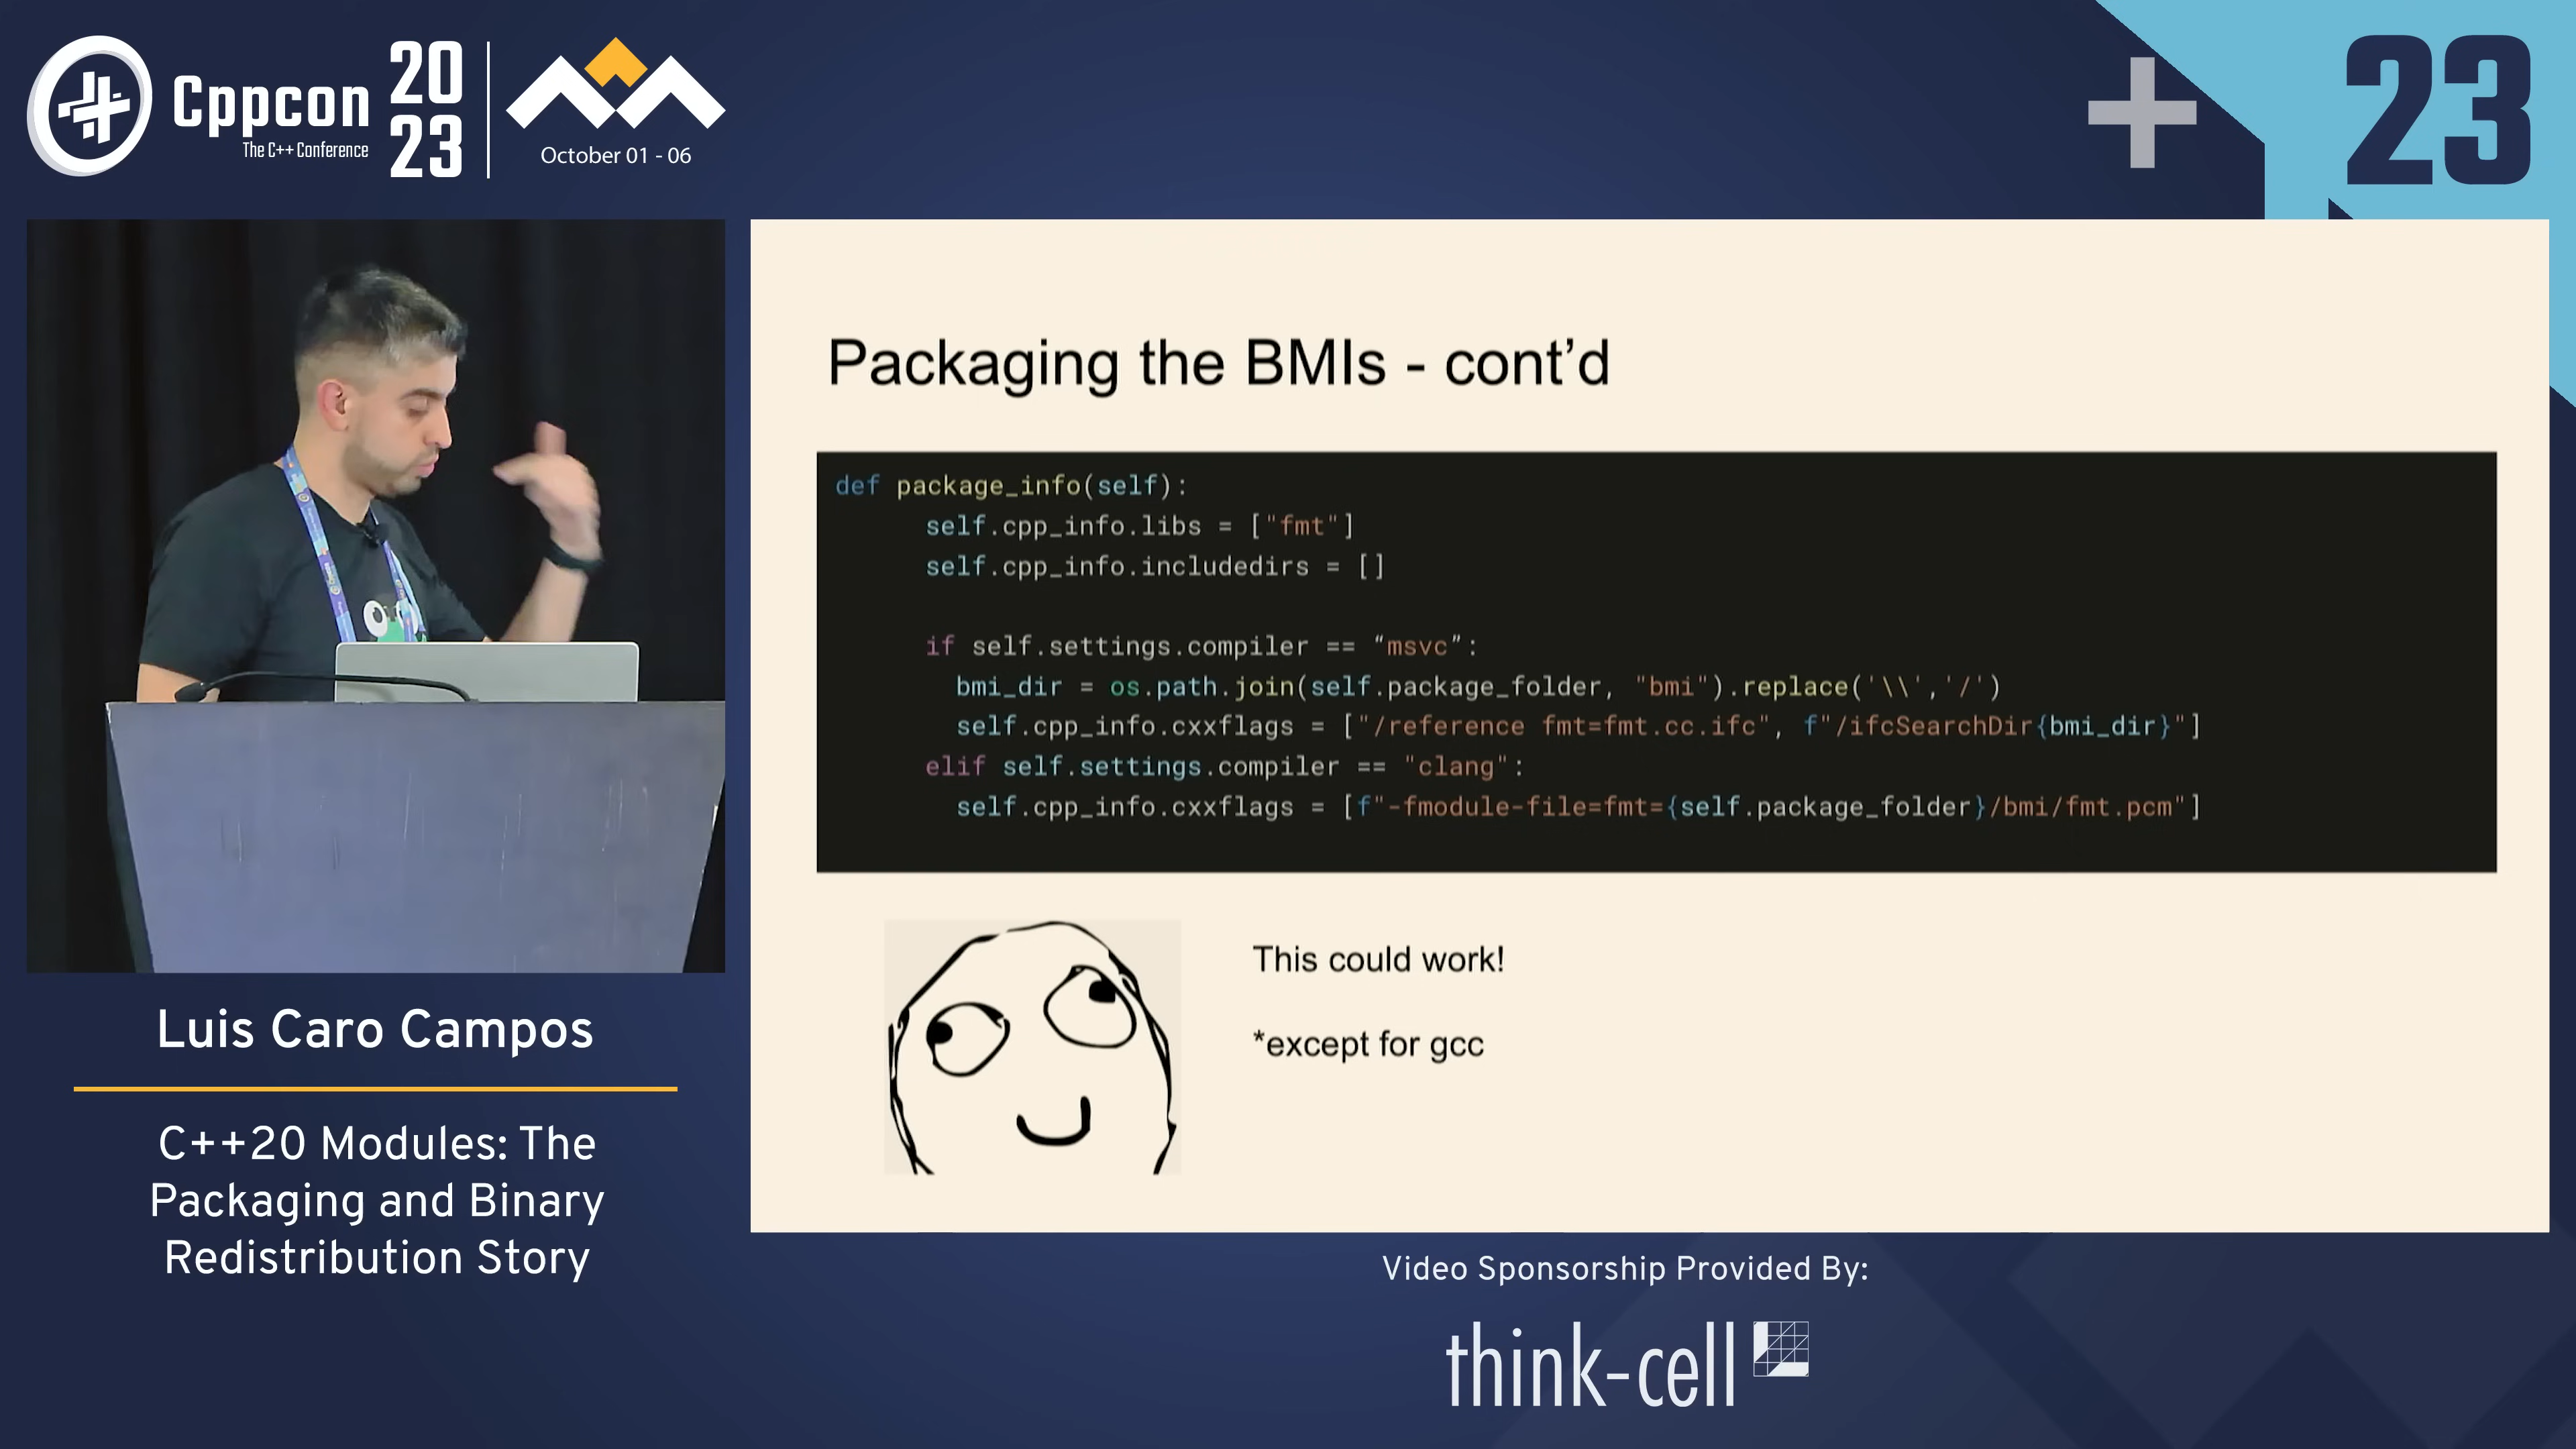 Cppcon
The C++ Conference
20
23
October 01 - 06
23
Packaging the BMIs - cont’d
def package_info(self):
self.cpp_info.libs = ["fmt"]
self.cpp_info.includedirs = []
if self.settings.compiler == “msvc”:
bmi_dir = os.path.join(self.package_folder, "bmi").replace('\\','/')
self.cpp_info.cxxflags = ["/reference fmt=fmt.cc.ifc", f"/ifcSearchDir{bmi_dir}"]
elif self.settings.compiler == "clang":
self.cpp_info.cxxflags = [f"-fmodule-file=fmt={self.package_folder}/bmi/fmt.pcm"]
This could work!
*except for gcc
Luis Caro Campos
C++20 Modules: The
Packaging and Binary
Redistribution Story
Video Sponsorship Provided By:
think-cell